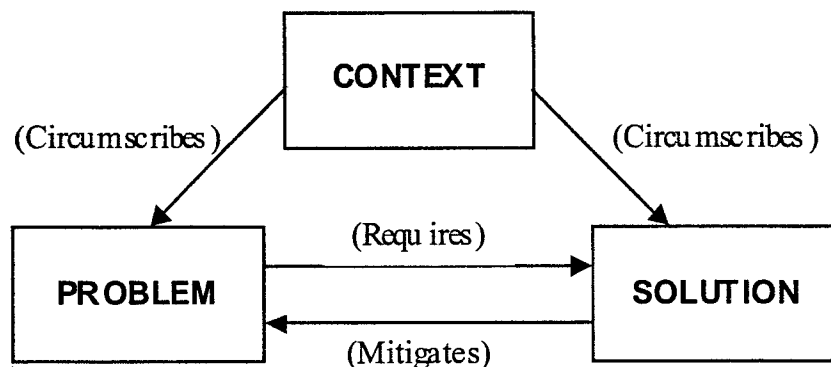 CONTEXT
(Circumscribes)
(Circumscribes)
(Requires)
PROBLEM
SOLUTION
(Mitigates)